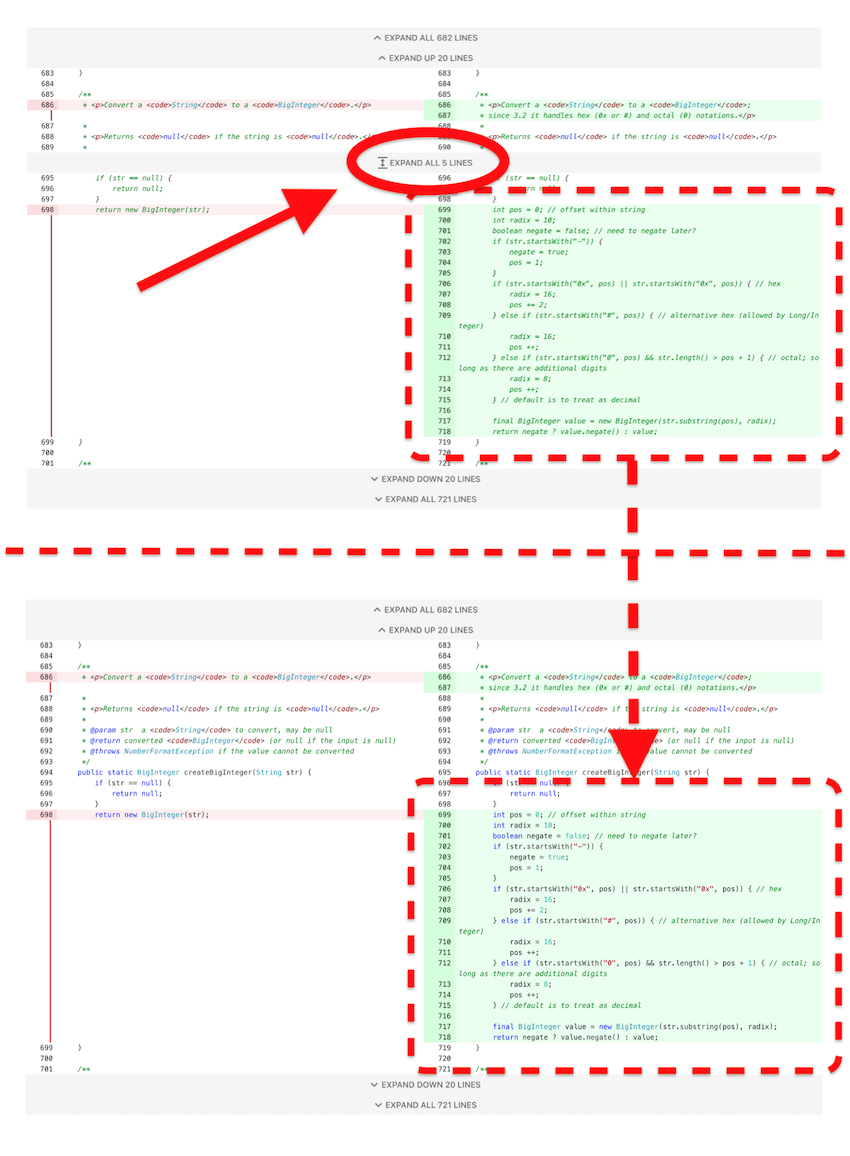 EXPAND ALL 682 LINES
EXPAND UP 20 LINES
683 }
684
685 /**
686 * <p>Convert a <code>String</code> to a <code>BigInteger</code>.</p>
687 *
688 * <p>Returns <code>null</code> if the string is <code>null</code>.</p>
689 *
683 }
684
685 /**
686 * <p>Convert a <code>String</code> to a <code>BigInteger</code>;
687 * since 3.2 it handles hex (0x or #) and octal (0) notations.</p>
688 *
<p>Returns <code>null</code> if the string is <code>null</code>.</p>
690 *
EXPAND ALL 5 LINES
695 if (str == null) {
696 return null;
697 }
698 return new BigInteger(str);
699 }
700
701 /**
696 (str == null) {
698 }
699 int pos = 0; // offset within string
700 int radix = 10;
701 boolean negate = false; // need to negate later?
702 if (str.startsWith("-")) {
703 negate = true;
704 pos = 1;
705 }
706 if (str.startsWith("0x", pos) || str.startsWith("0x", pos)) { // hex
707 radix = 16;
708 pos += 2;
709 } else if (str.startsWith("#", pos)) { // alternative hex (allowed by Long/In
teger)
710 radix = 16;
711 pos ++;
712 } else if (str.startsWith("0", pos) && str.length() > pos + 1) { // octal; so
long as there are additional digits
713 radix = 8;
714 pos ++;
715 } // default is to treat as decimal
716
717 final BigInteger value = new BigInteger(str.substring(pos), radix);
718 return negate ? value.negate() : value;
719 }
720
721 /**
EXPAND DOWN 20 LINES
EXPAND ALL 721 LINES
EXPAND ALL 682 LINES
EXPAND UP 20 LINES
683 }
684
685 /**
686 * <p>Convert a <code>String</code> to a <code>BigInteger</code>.</p>
687 *
688 * <p>Returns <code>null</code> if the string is <code>null</code>.</p>
689 *
690 * @param str a <code>String</code> to convert, may be null
691 * @return converted <code>BigInteger</code> (or null if the input is null)
692 * @throws NumberFormatException if the value cannot be converted
693 */
694 public static BigInteger createBigInteger(String str) {
695 if (str == null) {
696 return null;
697 }
698 return new BigInteger(str);
699 }
700
701 /**
683 }
684
685 /**
686 * <p>Convert a <code>String</code> to a <code>BigInteger</code>;
687 * since 3.2 it handles hex (0x or #) and octal (0) notations.</p>
688 *
689 * <p>Returns <code>null</code> if the string is <code>null</code>.</p>
690 *
691 * @param str a <code>String</code> to convert, may be null
692 * @return converted <code>BigInteger</code> (or null if the input is null)
693 * @throws NumberFormatException value cannot be converted
694 */
695 public static BigInteger createBigInteger(String str) {
696 if (str == null) {
697 return null;
698 }
699 int pos = 0; // offset within string
700 int radix = 10;
701 boolean negate = false; // need to negate later?
702 if (str.startsWith("-")) {
703 negate = true;
704 pos = 1;
705 }
706 if (str.startsWith("0x", pos) || str.startsWith("0x", pos)) { // hex
707 radix = 16;
708 pos += 2;
709 } else if (str.startsWith("#", pos)) { // alternative hex (allowed by Long/In
teger)
710 radix = 16;
711 pos ++;
712 } else if (str.startsWith("0", pos) && str.length() > pos + 1) { // octal; so
long as there are additional digits
713 radix = 8;
714 pos ++;
715 } // default is to treat as decimal
716
717 final BigInteger value = new BigInteger(str.substring(pos), radix);
718 return negate ? value.negate() : value;
719 }
720
721 /**
EXPAND DOWN 20 LINES
EXPAND ALL 721 LINES